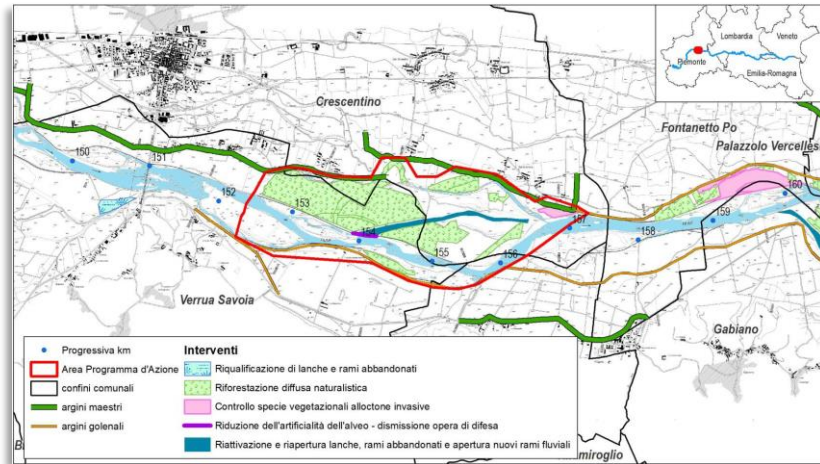 Lombardia
Veneto
Piemonte
Emilia-Romagna
Crescentino
Fontanetto Po
Palazzolo Vercellese
150
151
152
153
154
155
156
157
158
159
160
Verrua Savoia
Gabiano
Progressiva km
Area Programma d'Azione
confini comunali
argini maestri
argini golenali
Interventi
Riqualificazione di lanche e rami abbandonati
Riforestazione diffusa naturalistica
Controllo specie vegetazionali alloctone invasive
Riduzione dell'artificialità dell'alveo - dismissione opera di difesa
Riattivazione e riapertura lanche, rami abbandonati e apertura nuovi rami fluviali